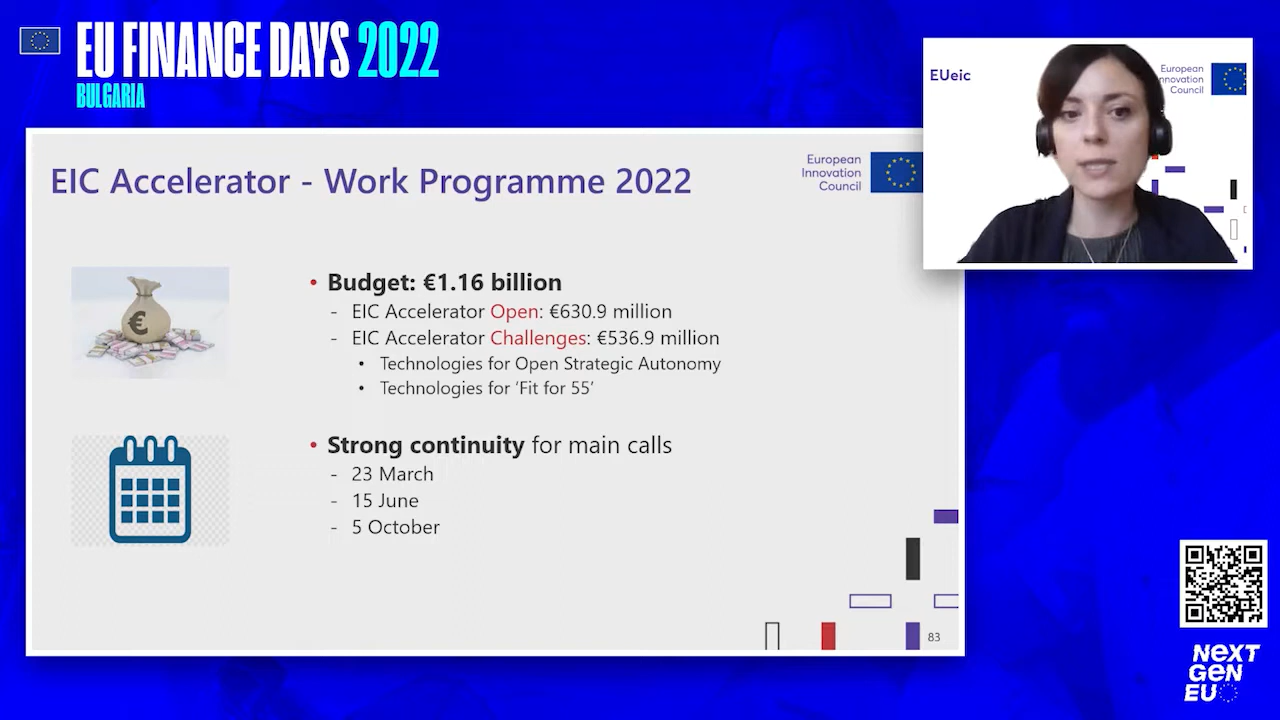 EU FINANCE DAYS 2022
BULGARIA
EUeic
European
Innovation
Council
EIC Accelerator - Work Programme 2022
European
Innovation
Council
• Budget: €1.16 billion
- EIC Accelerator Open: €630.9 million
- EIC Accelerator Challenges: €536.9 million
• Technologies for Open Strategic Autonomy
• Technologies for ‘Fit for 55’
€
• Strong continuity for main calls
- 23 March
- 15 June
- 5 October
83
NEXT
GEN
EU